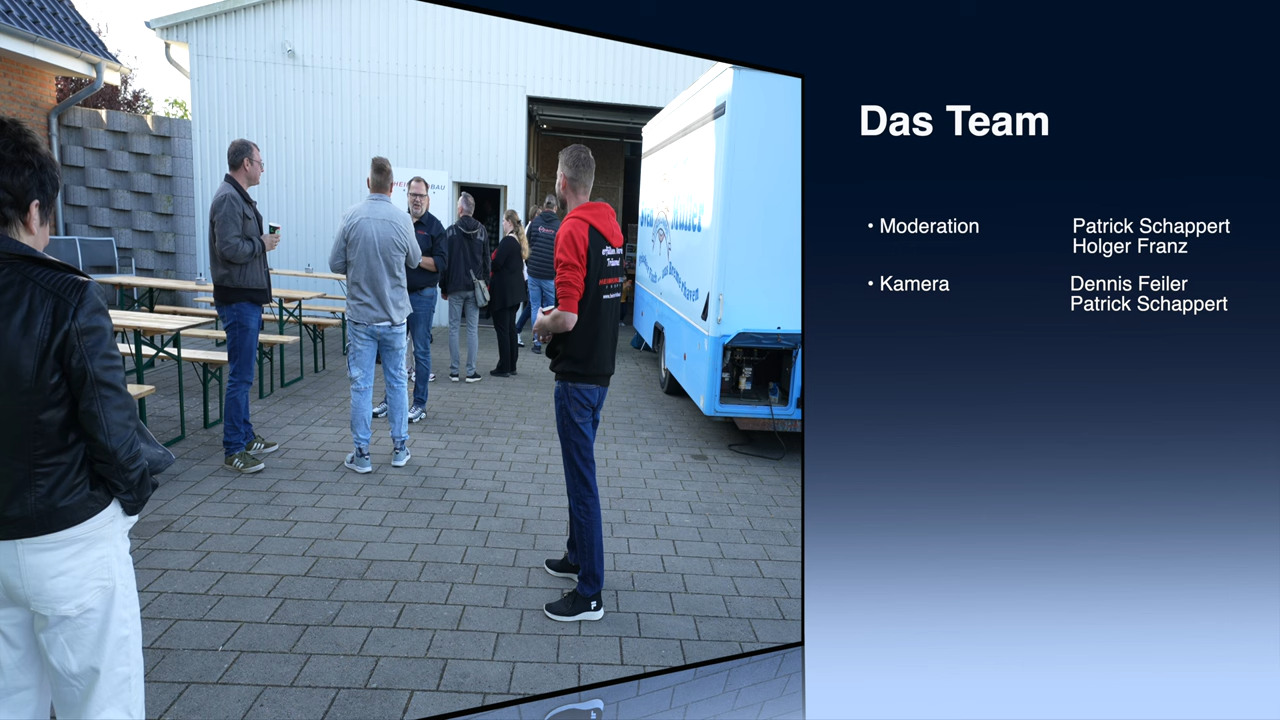 Das Team
• Moderation Patrick Schappert
Holger Franz
• Kamera Dennis Feiler
Patrick Schappert